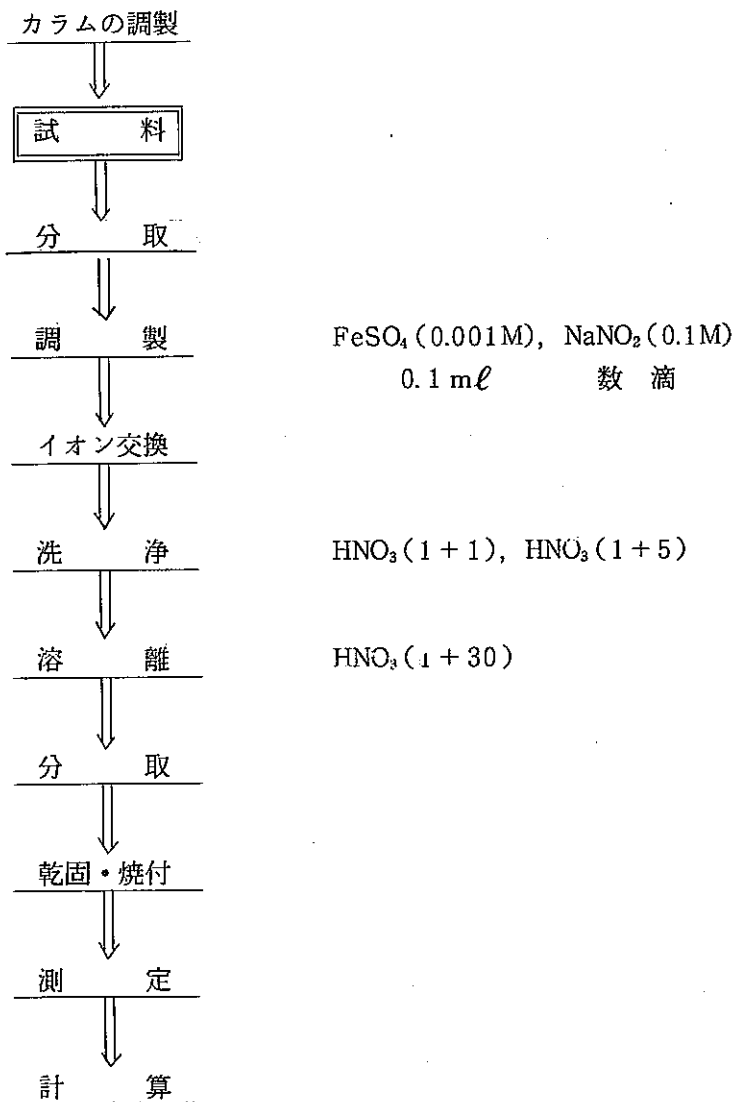 カラムの調製
試料
分取
調製 FeSO₄(0.001M), NaNO₂(0.1M)
0.1 mℓ 数滴
イオン交換
洗浄 HNO₃(1+1), HNO₃(1+5)
溶離 HNO₃(1+30)
分取
乾固・焼付
測定
計算